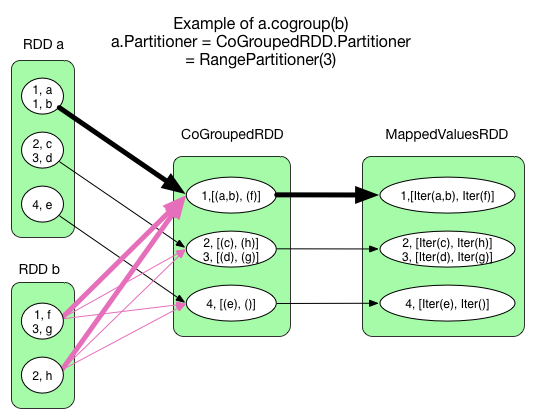 Example of a.cogroup(b)
a.Partitioner = CoGroupedRDD.Partitioner
= RangePartitioner(3)
RDD a
1, a
1, b
2, c
3, d
4, e
RDD b
1, f
3, g
2, h
CoGroupedRDD
1,[(a,b), (f)]
2, [(c), (h)]
3, [(d), (g)]
4, [(e), ()]
MappedValuesRDD
1,[Iter(a,b), Iter(f)]
2, [Iter(c), Iter(h)]
3, [Iter(d), Iter(g)]
4, [Iter(e), Iter()]